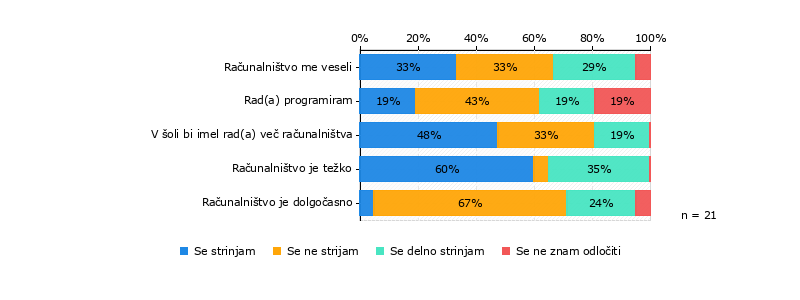 0% 20% 40% 60% 80% 100%
Računalništvo me veseli 33% 33% 29%
Rad(a) programiram 19% 43% 19% 19%
V šoli bi imel rad(a) več računalništva 48% 33% 19%
Računalništvo je težko 60% 35%
Računalništvo je dolgočasno 67% 24%
n = 21
Se strinjam Se ne strijam Se delno strinjam Se ne znam odločiti